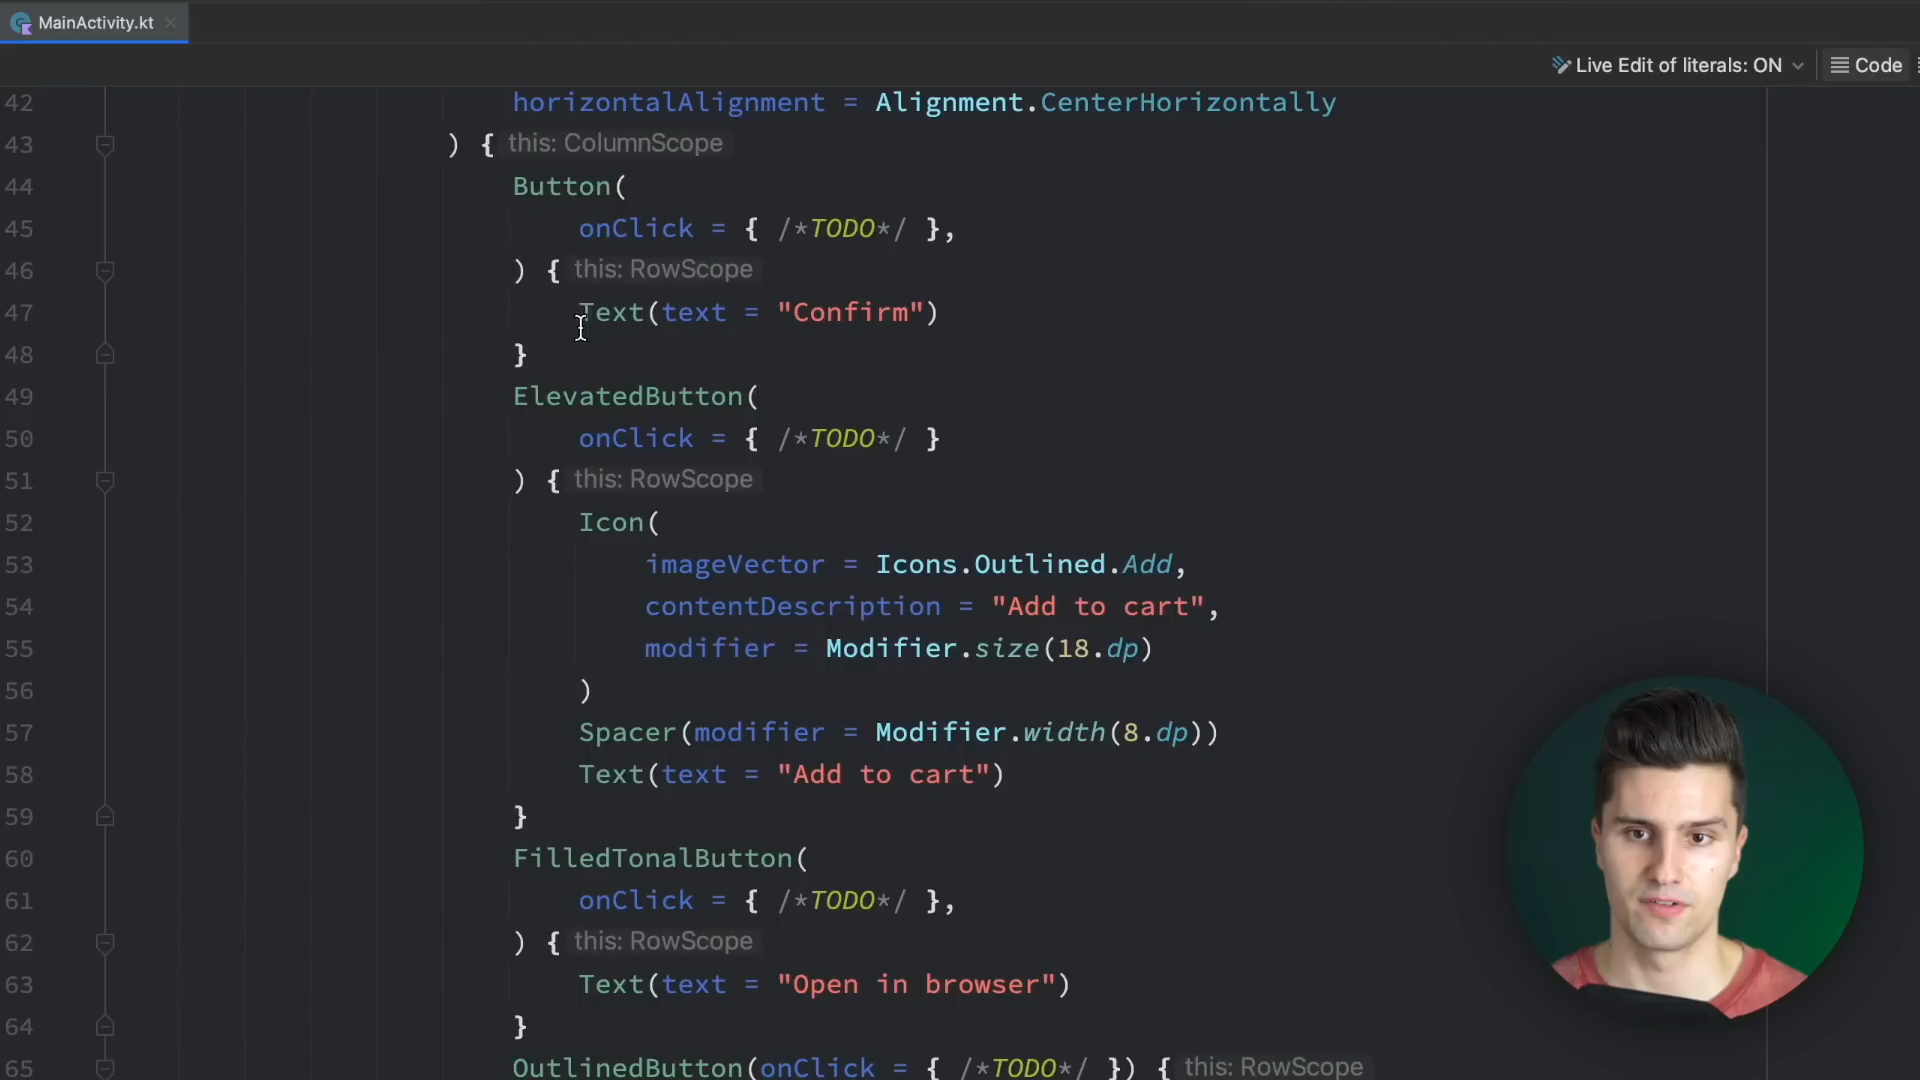 MainActivity.kt
Live Edit of literals: ON
Code
42 horizontalAlignment = Alignment.CenterHorizontally
43 ) { this: ColumnScope
44 Button(
45 onClick = { /*TODO*/ },
46 ) { this: RowScope
47 Text(text = "Confirm")
48 }
49 ElevatedButton(
50 onClick = { /*TODO*/ }
51 ) { this: RowScope
52 Icon(
53 imageVector = Icons.Outlined.Add,
54 contentDescription = "Add to cart",
55 modifier = Modifier.size(18.dp)
56 )
57 Spacer(modifier = Modifier.width(8.dp))
58 Text(text = "Add to cart")
59 }
60 FilledTonalButton(
61 onClick = { /*TODO*/ },
62 ) { this: RowScope
63 Text(text = "Open in browser")
64 }
65 OutlinedButton(onClick = { /*TODO*/ }) { this: RowScope